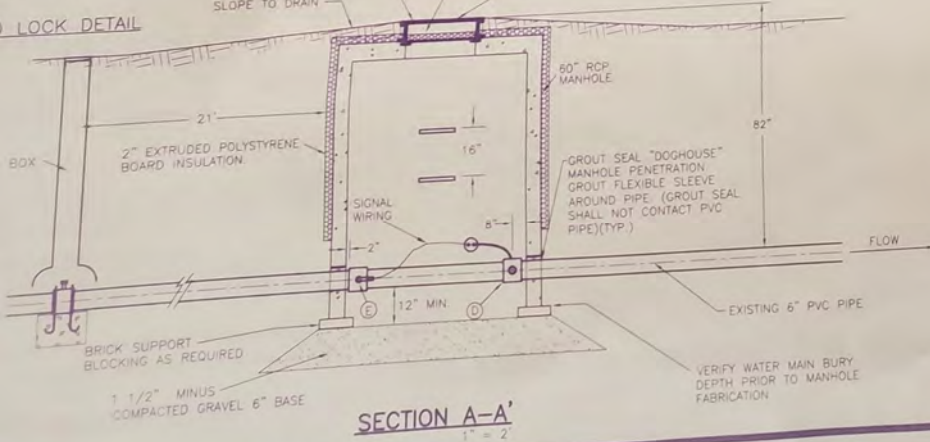 SLOPE TO DRAIN
LOCK DETAIL
60" RCP
MANHOLE
21'
82"
BOX
2" EXTRUDED POLYSTYRENE
BOARD INSULATION
16"
GROUT SEAL "DOGHOUSE"
MANHOLE PENETRATION
GROUT FLEXIBLE SLEEVE
AROUND PIPE. (GROUT SEAL
SHALL NOT CONTACT PVC
PIPE)(TYP.)
SIGNAL
WIRING
8"
2"
FLOW
E
12" MIN.
D
EXISTING 6" PVC PIPE
BRICK SUPPORT
BLOCKING AS REQUIRED
VERIFY WATER MAIN BURY
DEPTH PRIOR TO MANHOLE
FABRICATION
1 1/2" MINUS
COMPACTED GRAVEL 6" BASE
SECTION A-A'
1" = 2'